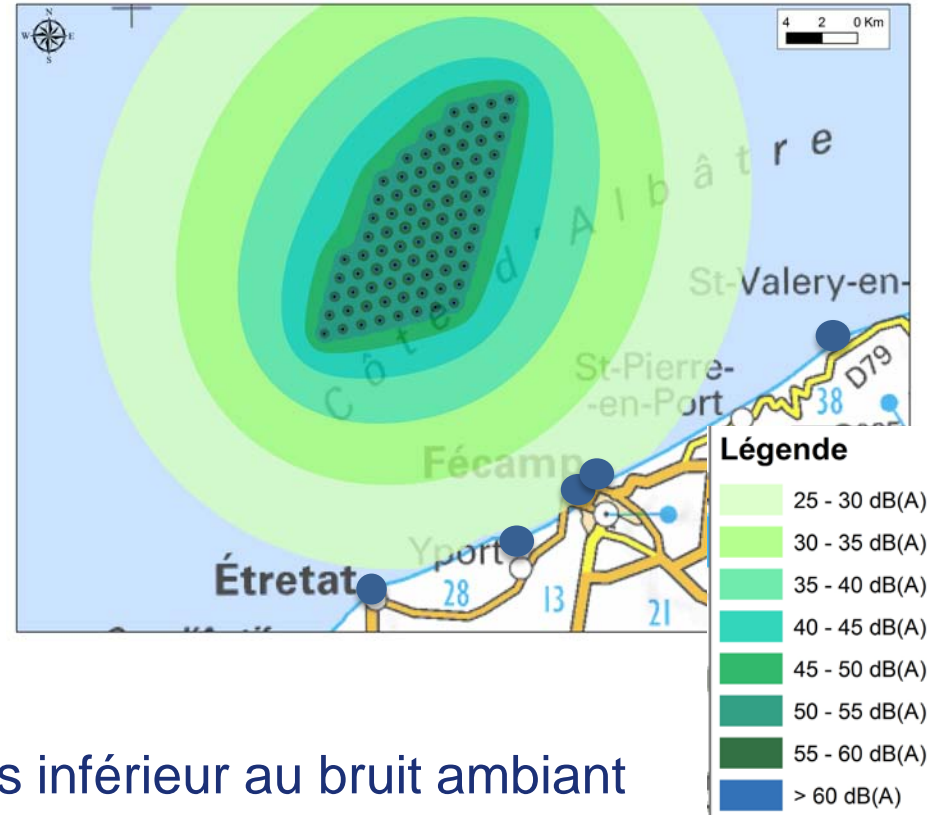 N
W E
S
4 2 0 Km
Côte d'Albâtre
St-Valery-en-
St-Pierre-
-en-Port
D79
38
Fécamp
Yport
Étretat
28
13
21
Légende
25 - 30 dB(A)
30 - 35 dB(A)
35 - 40 dB(A)
40 - 45 dB(A)
45 - 50 dB(A)
50 - 55 dB(A)
55 - 60 dB(A)
> 60 dB(A)
s inférieur au bruit ambiant